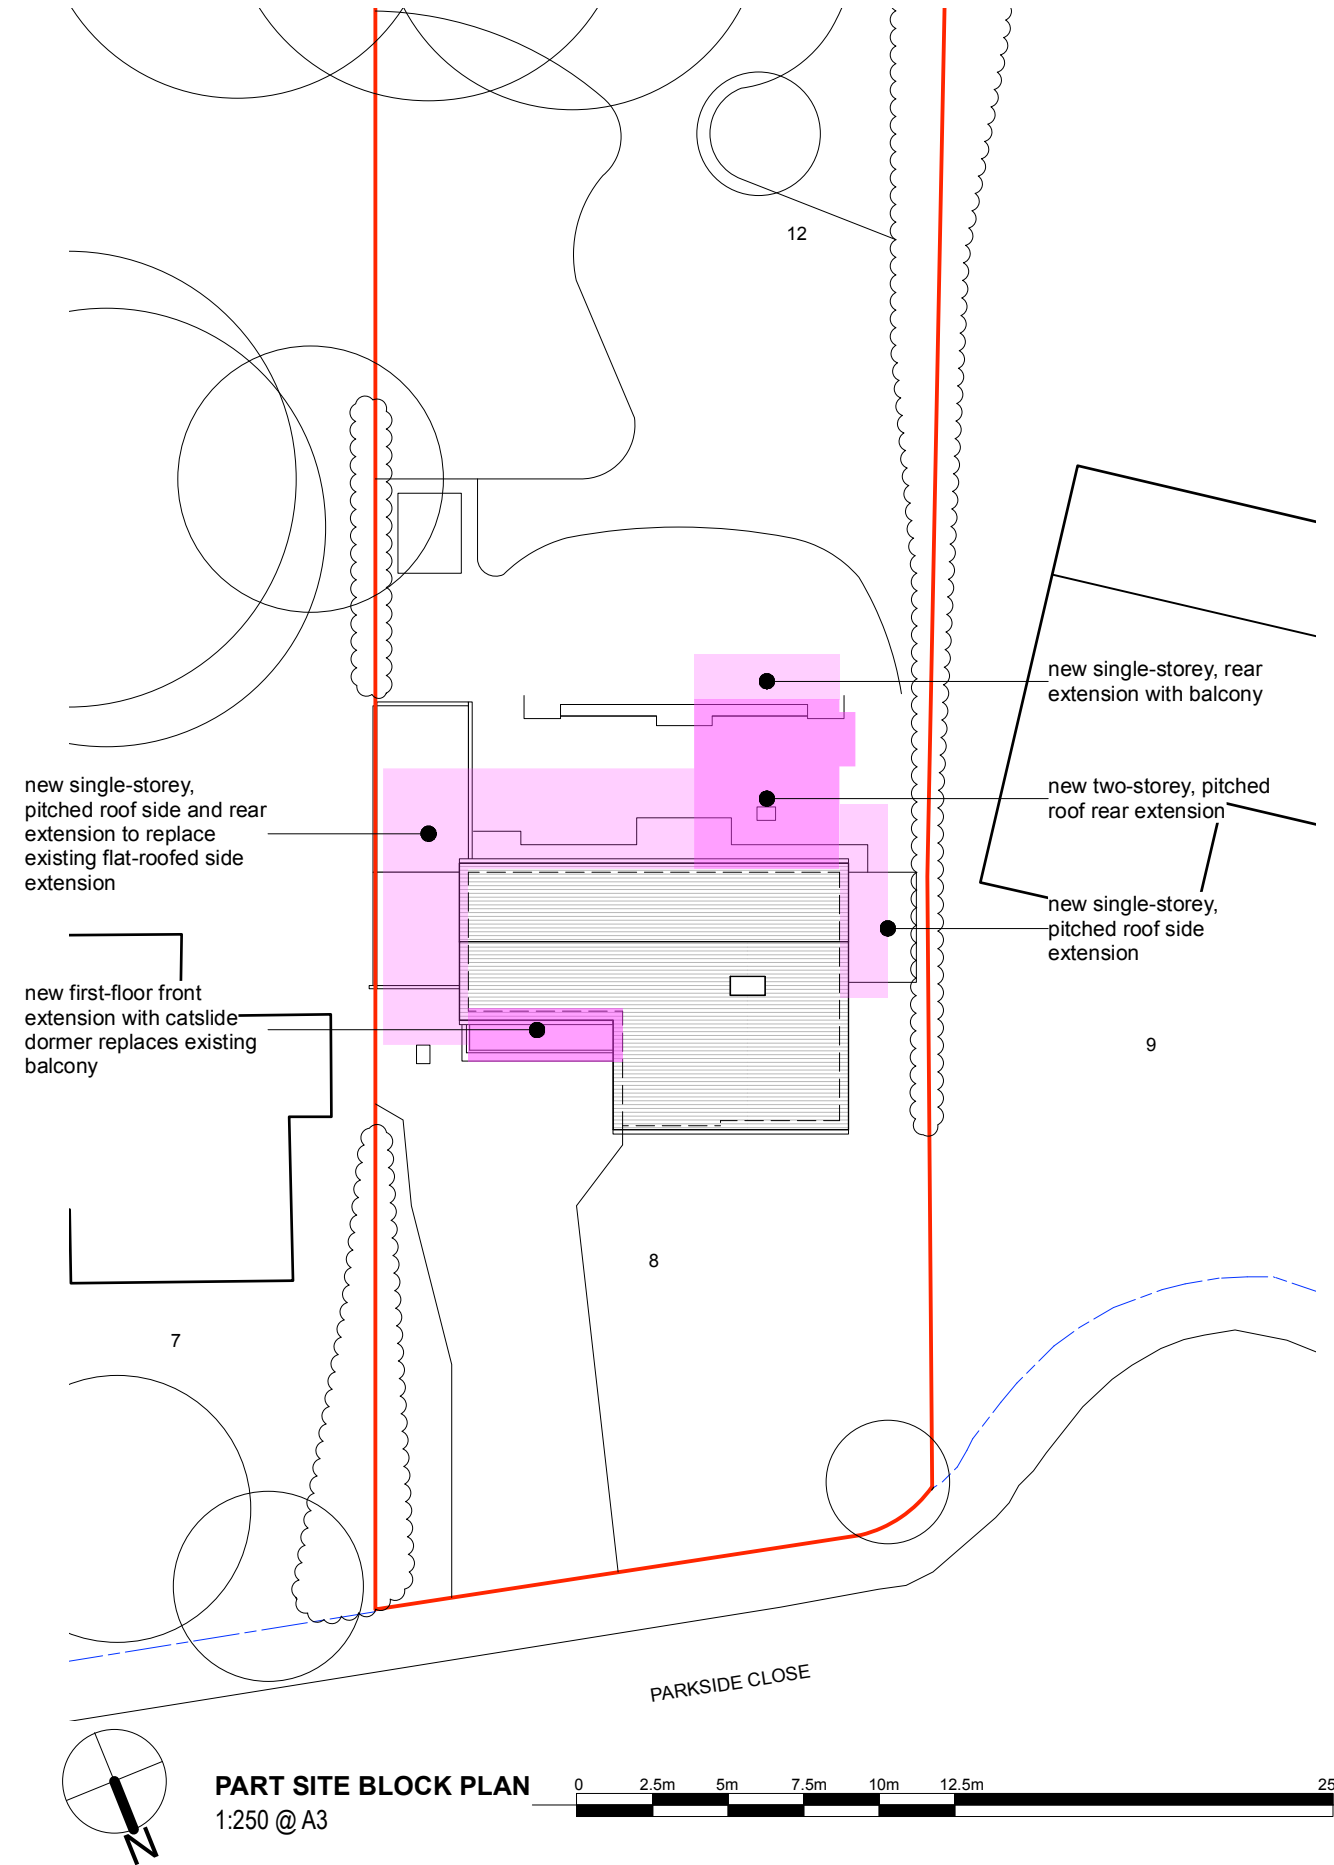 12
new single-storey, rear
extension with balcony
new single-storey,
pitched roof side and rear
extension to replace
existing flat-roofed side
extension
new two-storey, pitched
roof rear extension
new single-storey,
pitched roof side
extension
new first-floor front
extension with catslide
dormer replaces existing
balcony
9
8
7
PARKSIDE CLOSE
N
PART SITE BLOCK PLAN
1:250 @ A3
0 2.5m 5m 7.5m 10m 12.5m 25